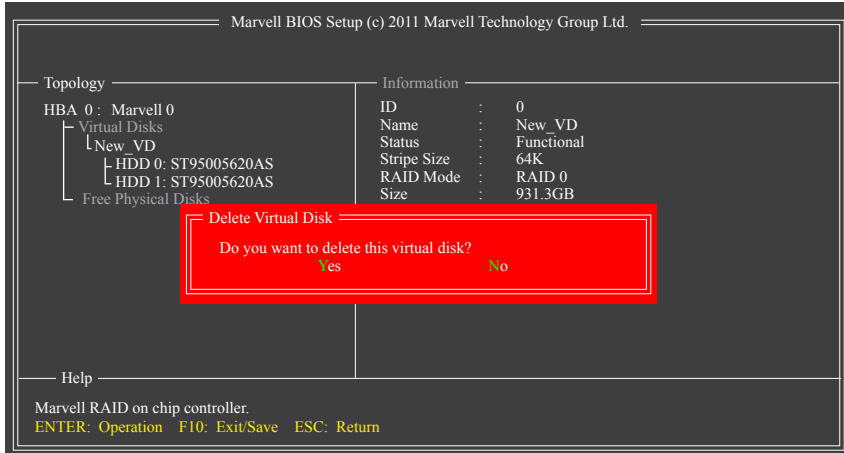 Marvell BIOS Setup (c) 2011 Marvell Technology Group Ltd.
Topology
HBA 0 : Marvell 0
Virtual Disks
New_VD
HDD 0: ST95005620AS
HDD 1: ST95005620AS
Free Physical Disks
Information
ID : 0
Name : New_VD
Status : Functional
Stripe Size : 64K
RAID Mode : RAID 0
Size : 931.3GB
Delete Virtual Disk
Do you want to delete this virtual disk?
Yes No
Help
Marvell RAID on chip controller.
ENTER: Operation F10: Exit/Save ESC: Return